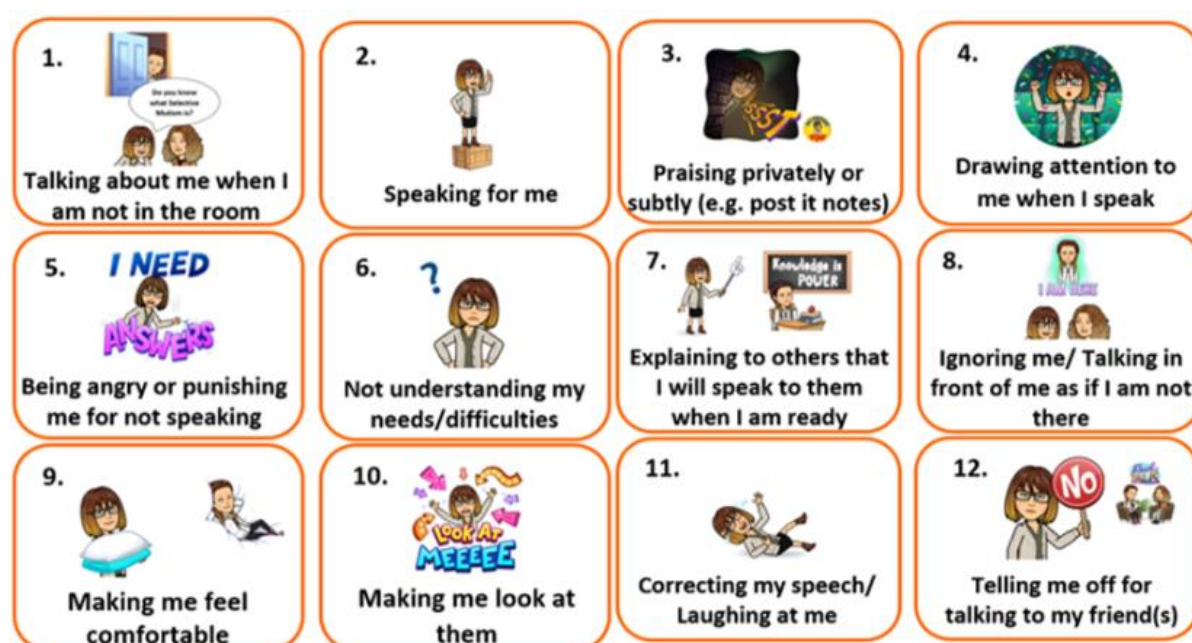 1.
Do you know
what Selective
Mutism is?
Talking about me when I
am not in the room
2.
Speaking for me
3.
PSSST
Praising privately or
subtly (e.g. post it notes)
4.
Drawing attention to
me when I speak
5.
I NEED
ANSWERS
Being angry or punishing
me for not speaking
6.
?
Not understanding my
needs/difficulties
7.
Knowledge is
POWER
Explaining to others that
I will speak to them
when I am ready
8.
I AM HERE
Ignoring me/ Talking in
front of me as if I am not
there
9.
Making me feel
comfortable
10.
LOOK AT
MEEEEE
Making me look at
them
11.
Correcting my speech/
Laughing at me
12.
NO
Telling me off for
talking to my friend(s)